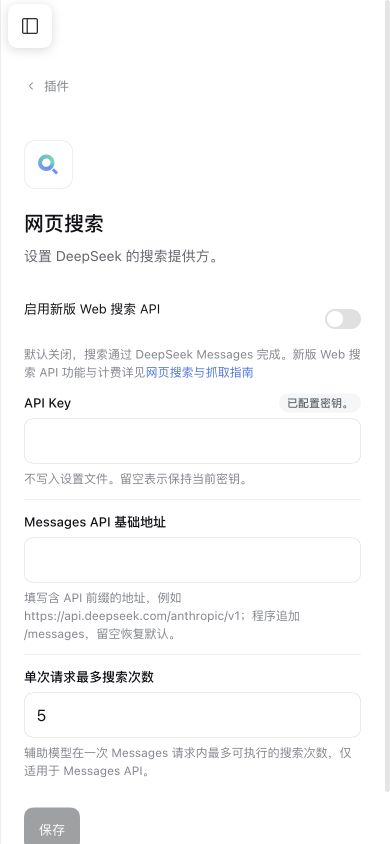 插件
网页搜索
设置 DeepSeek 的搜索提供方。
启用新版 Web 搜索 API
默认关闭，搜索通过 DeepSeek Messages 完成。新版 Web 搜
索 API 功能与计费详见网页搜索与抓取指南
API Key
已配置密钥。
不写入设置文件。留空表示保持当前密钥。
Messages API 基础地址
填写含 API 前缀的地址，例如
https://api.deepseek.com/anthropic/v1；程序追加
/messages，留空恢复默认。
单次请求最多搜索次数
5
辅助模型在一次 Messages 请求内最多可执行的搜索次数，仅
适用于 Messages API。
保存